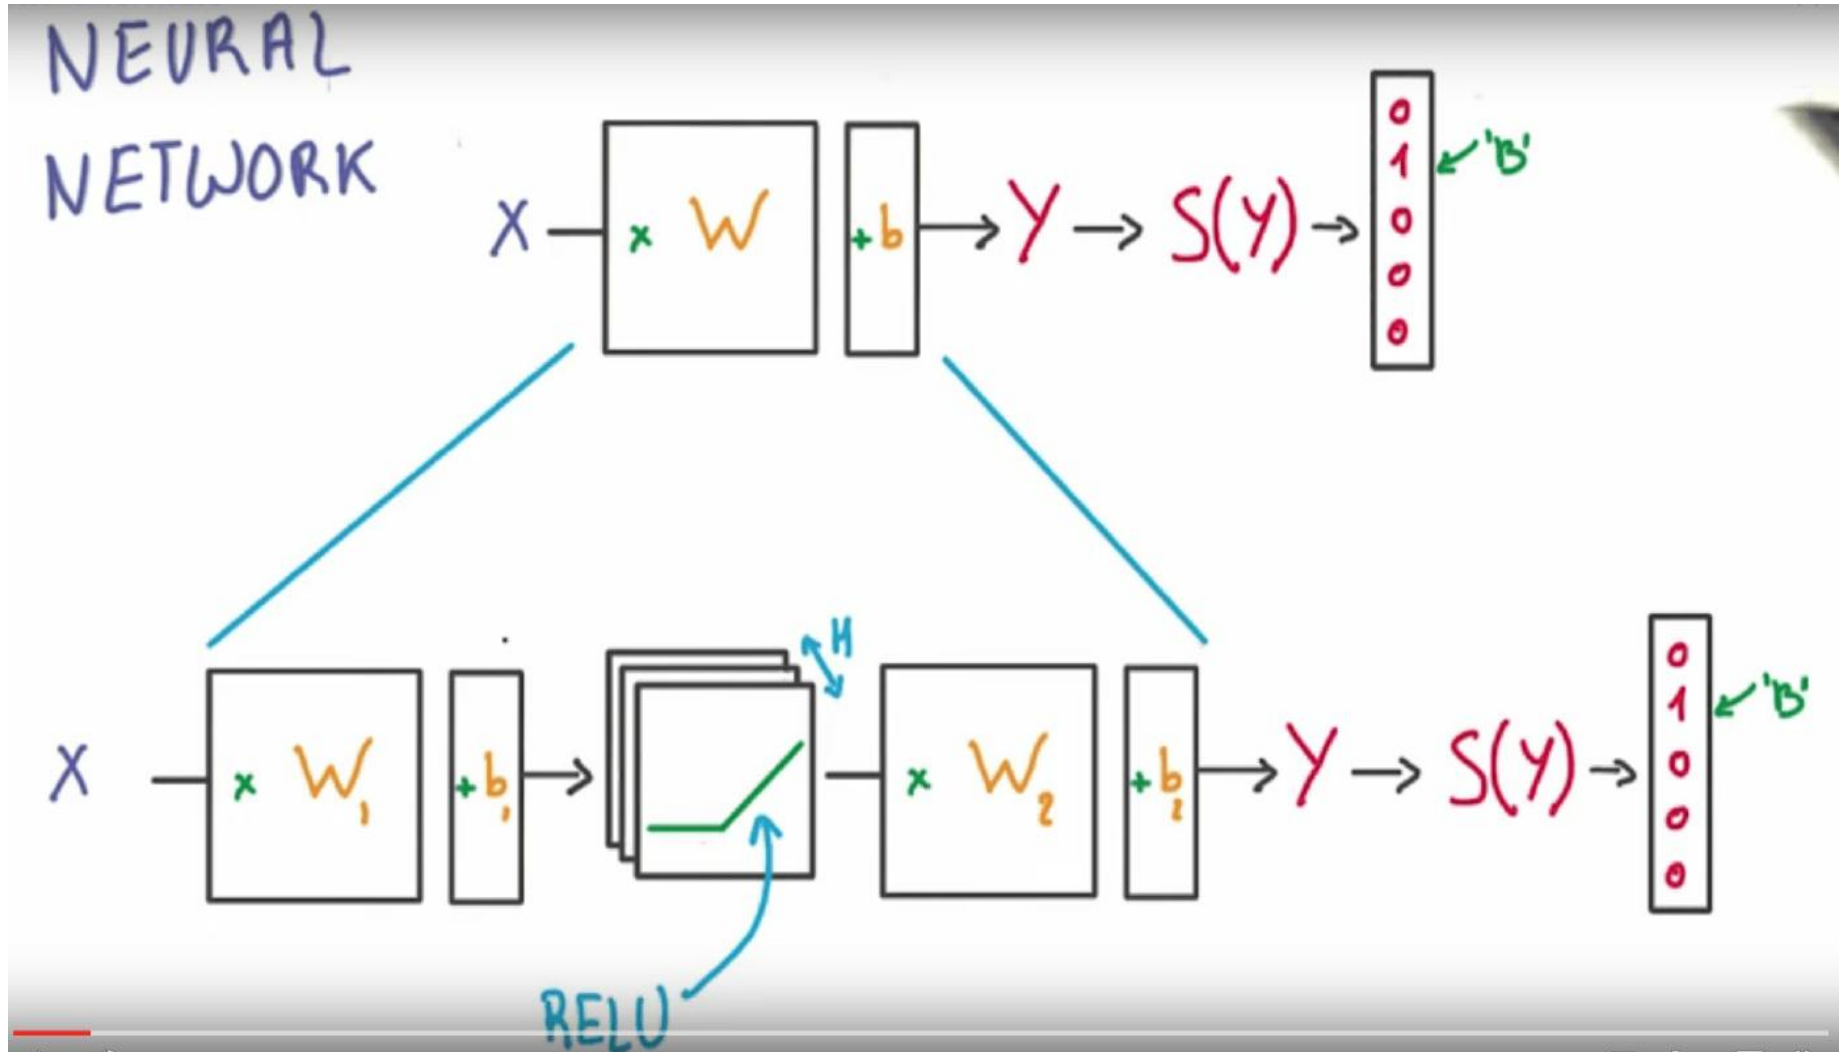 NEURAL
NETWORK
X × W + b → Y → S(Y) →
0
1 'B'
0
0
0
H
X × W₁ + b₁ → × W₂ + b₂ → Y → S(Y) →
0
1 'B'
0
0
0
RELU